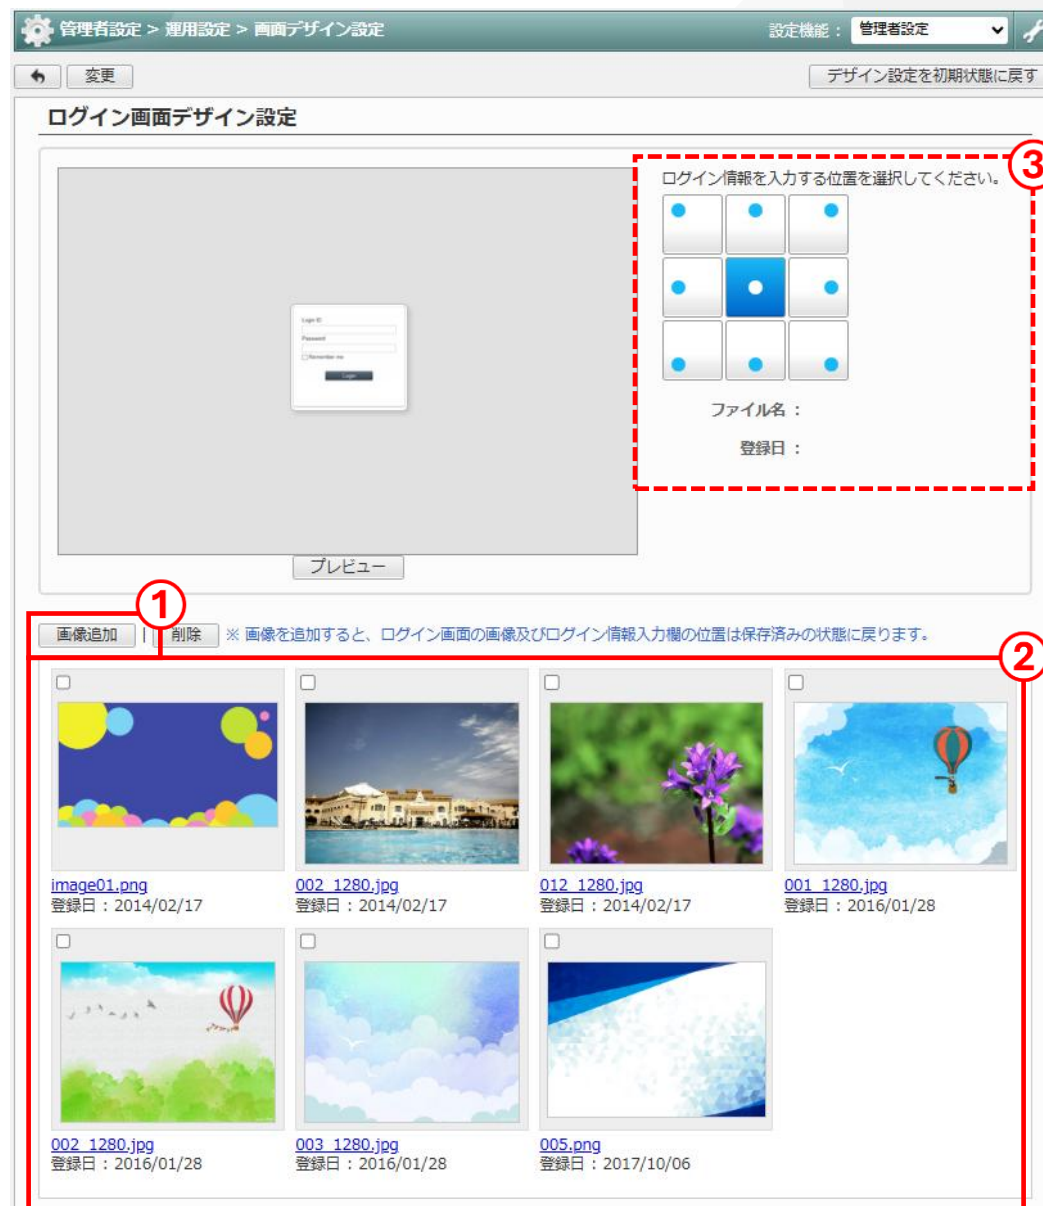 管理者設定 > 運用設定 > 画面デザイン設定
設定機能： 管理者設定
変更
デザイン設定を初期状態に戻す
ログイン画面デザイン設定
ログイン情報を入力する位置を選択してください。
③
Login ID
Password
Remember me
Login
ファイル名 ：
登録日 ：
プレビュー
①
画像追加 | 削除 ※ 画像を追加すると、ログイン画面の画像及びログイン情報入力欄の位置は保存済みの状態に戻ります。
②
image01.png
登録日：2014/02/17
002_1280.jpg
登録日：2014/02/17
012_1280.jpg
登録日：2014/02/17
001_1280.jpg
登録日：2016/01/28
002_1280.jpg
登録日：2016/01/28
003_1280.jpg
登録日：2016/01/28
005.png
登録日：2017/10/06